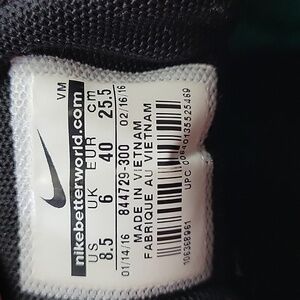 VM
nikebetterworld.com
US UK EUR cm
8.5 6 40 25.5
01/14/16 02/16/16
844729-300
MADE IN VIETNAM
FABRIQUE AU VIETNAM